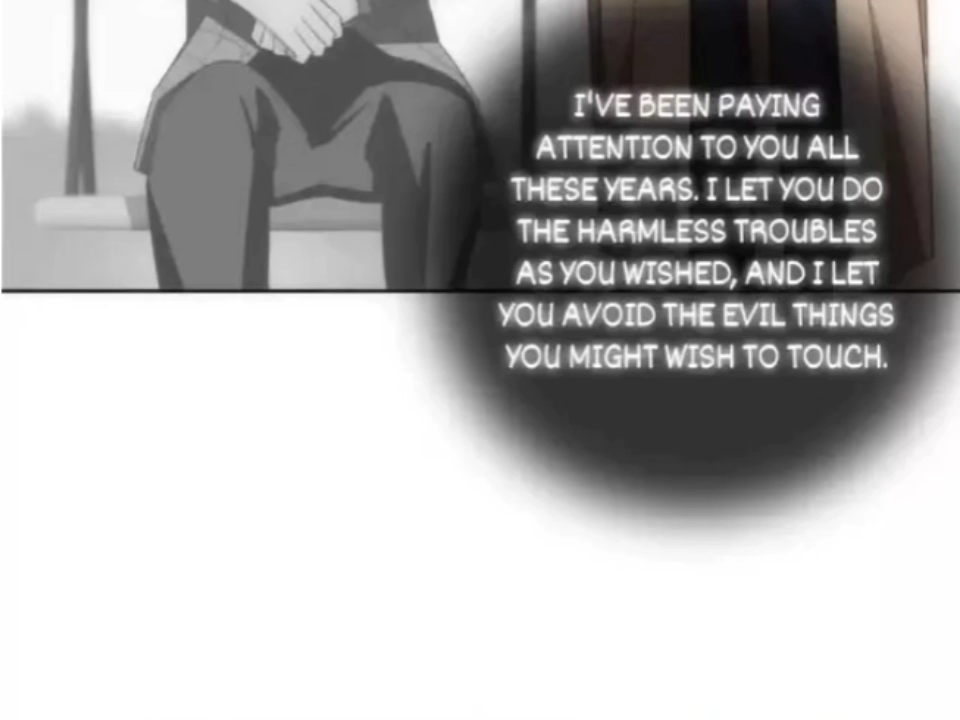 I'VE BEEN PAYING
ATTENTION TO YOU ALL
THESE YEARS. I LET YOU DO
THE HARMLESS TROUBLES
AS YOU WISHED, AND I LET
YOU AVOID THE EVIL THINGS
YOU MIGHT WISH TO TOUCH.